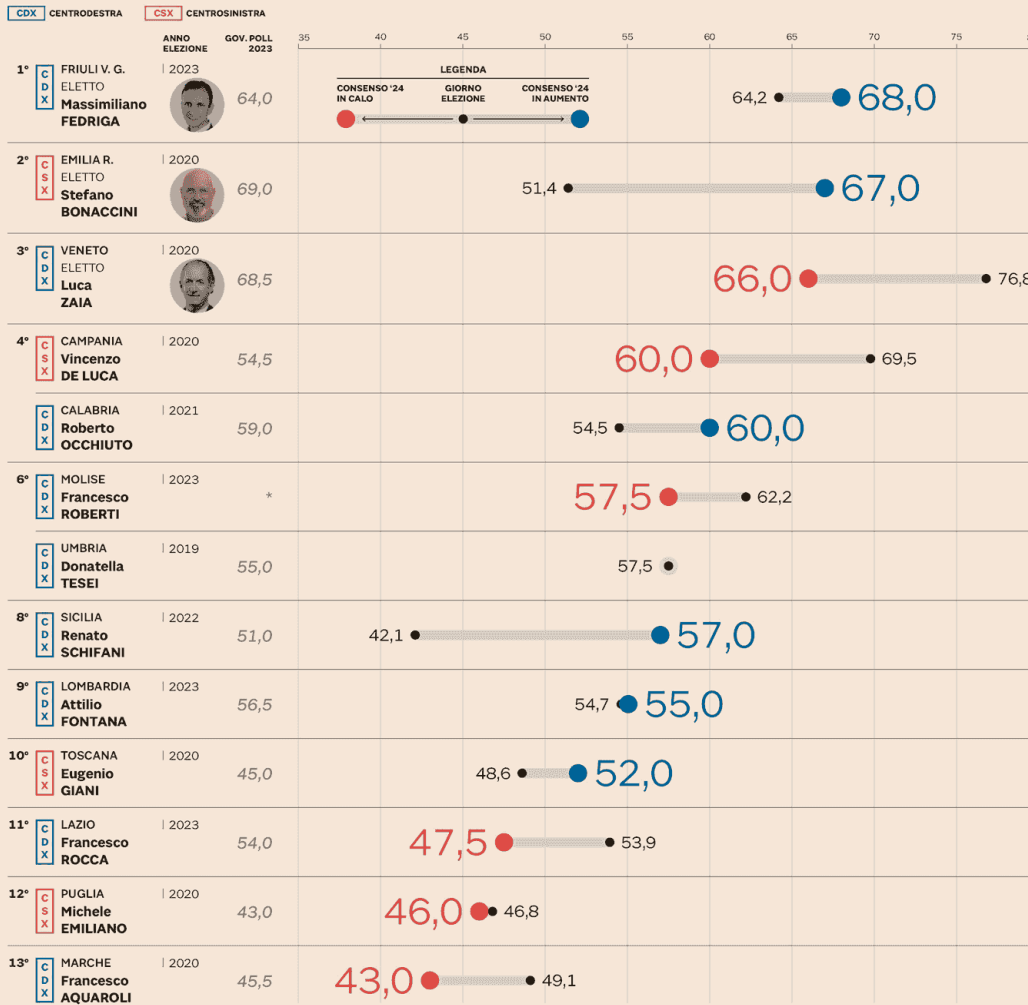 CDX CENTRODESTRA CSX CENTROSINISTRA
ANNO ELEZIONE GOV. POLL 2023 35 40 45 50 55 60 65 70 75
LEGENDA
CONSENSO '24 IN CALO GIORNO ELEZIONE CONSENSO '24 IN AUMENTO
1° CDX FRIULI V. G. 2023
ELETTO
Massimiliano 64,0 64,2 68,0
FEDRIGA
2° CSX EMILIA R. 2020
ELETTO
Stefano 69,0 51,4 67,0
BONACCINI
3° CDX VENETO 2020
ELETTO
Luca 68,5 66,0 76,8
ZAIA
4° CSX CAMPANIA 2020
Vincenzo 54,5 60,0 69,5
DE LUCA
CDX CALABRIA 2021
Roberto 59,0 54,5 60,0
OCCHIUTO
6° CDX MOLISE 2023
Francesco * 57,5 62,2
ROBERTI
CDX UMBRIA 2019
Donatella 55,0 57,5
TESEI
8° CDX SICILIA 2022
Renato 51,0 42,1 57,0
SCHIFANI
9° CDX LOMBARDIA 2023
Attilio 56,5 54,7 55,0
FONTANA
10° CSX TOSCANA 2020
Eugenio 45,0 48,6 52,0
GIANI
11° CDX LAZIO 2023
Francesco 54,0 47,5 53,9
ROCCA
12° CSX PUGLIA 2020
Michele 43,0 46,0 46,8
EMILIANO
13° CDX MARCHE 2020
Francesco 45,5 43,0 49,1
AQUAROLI